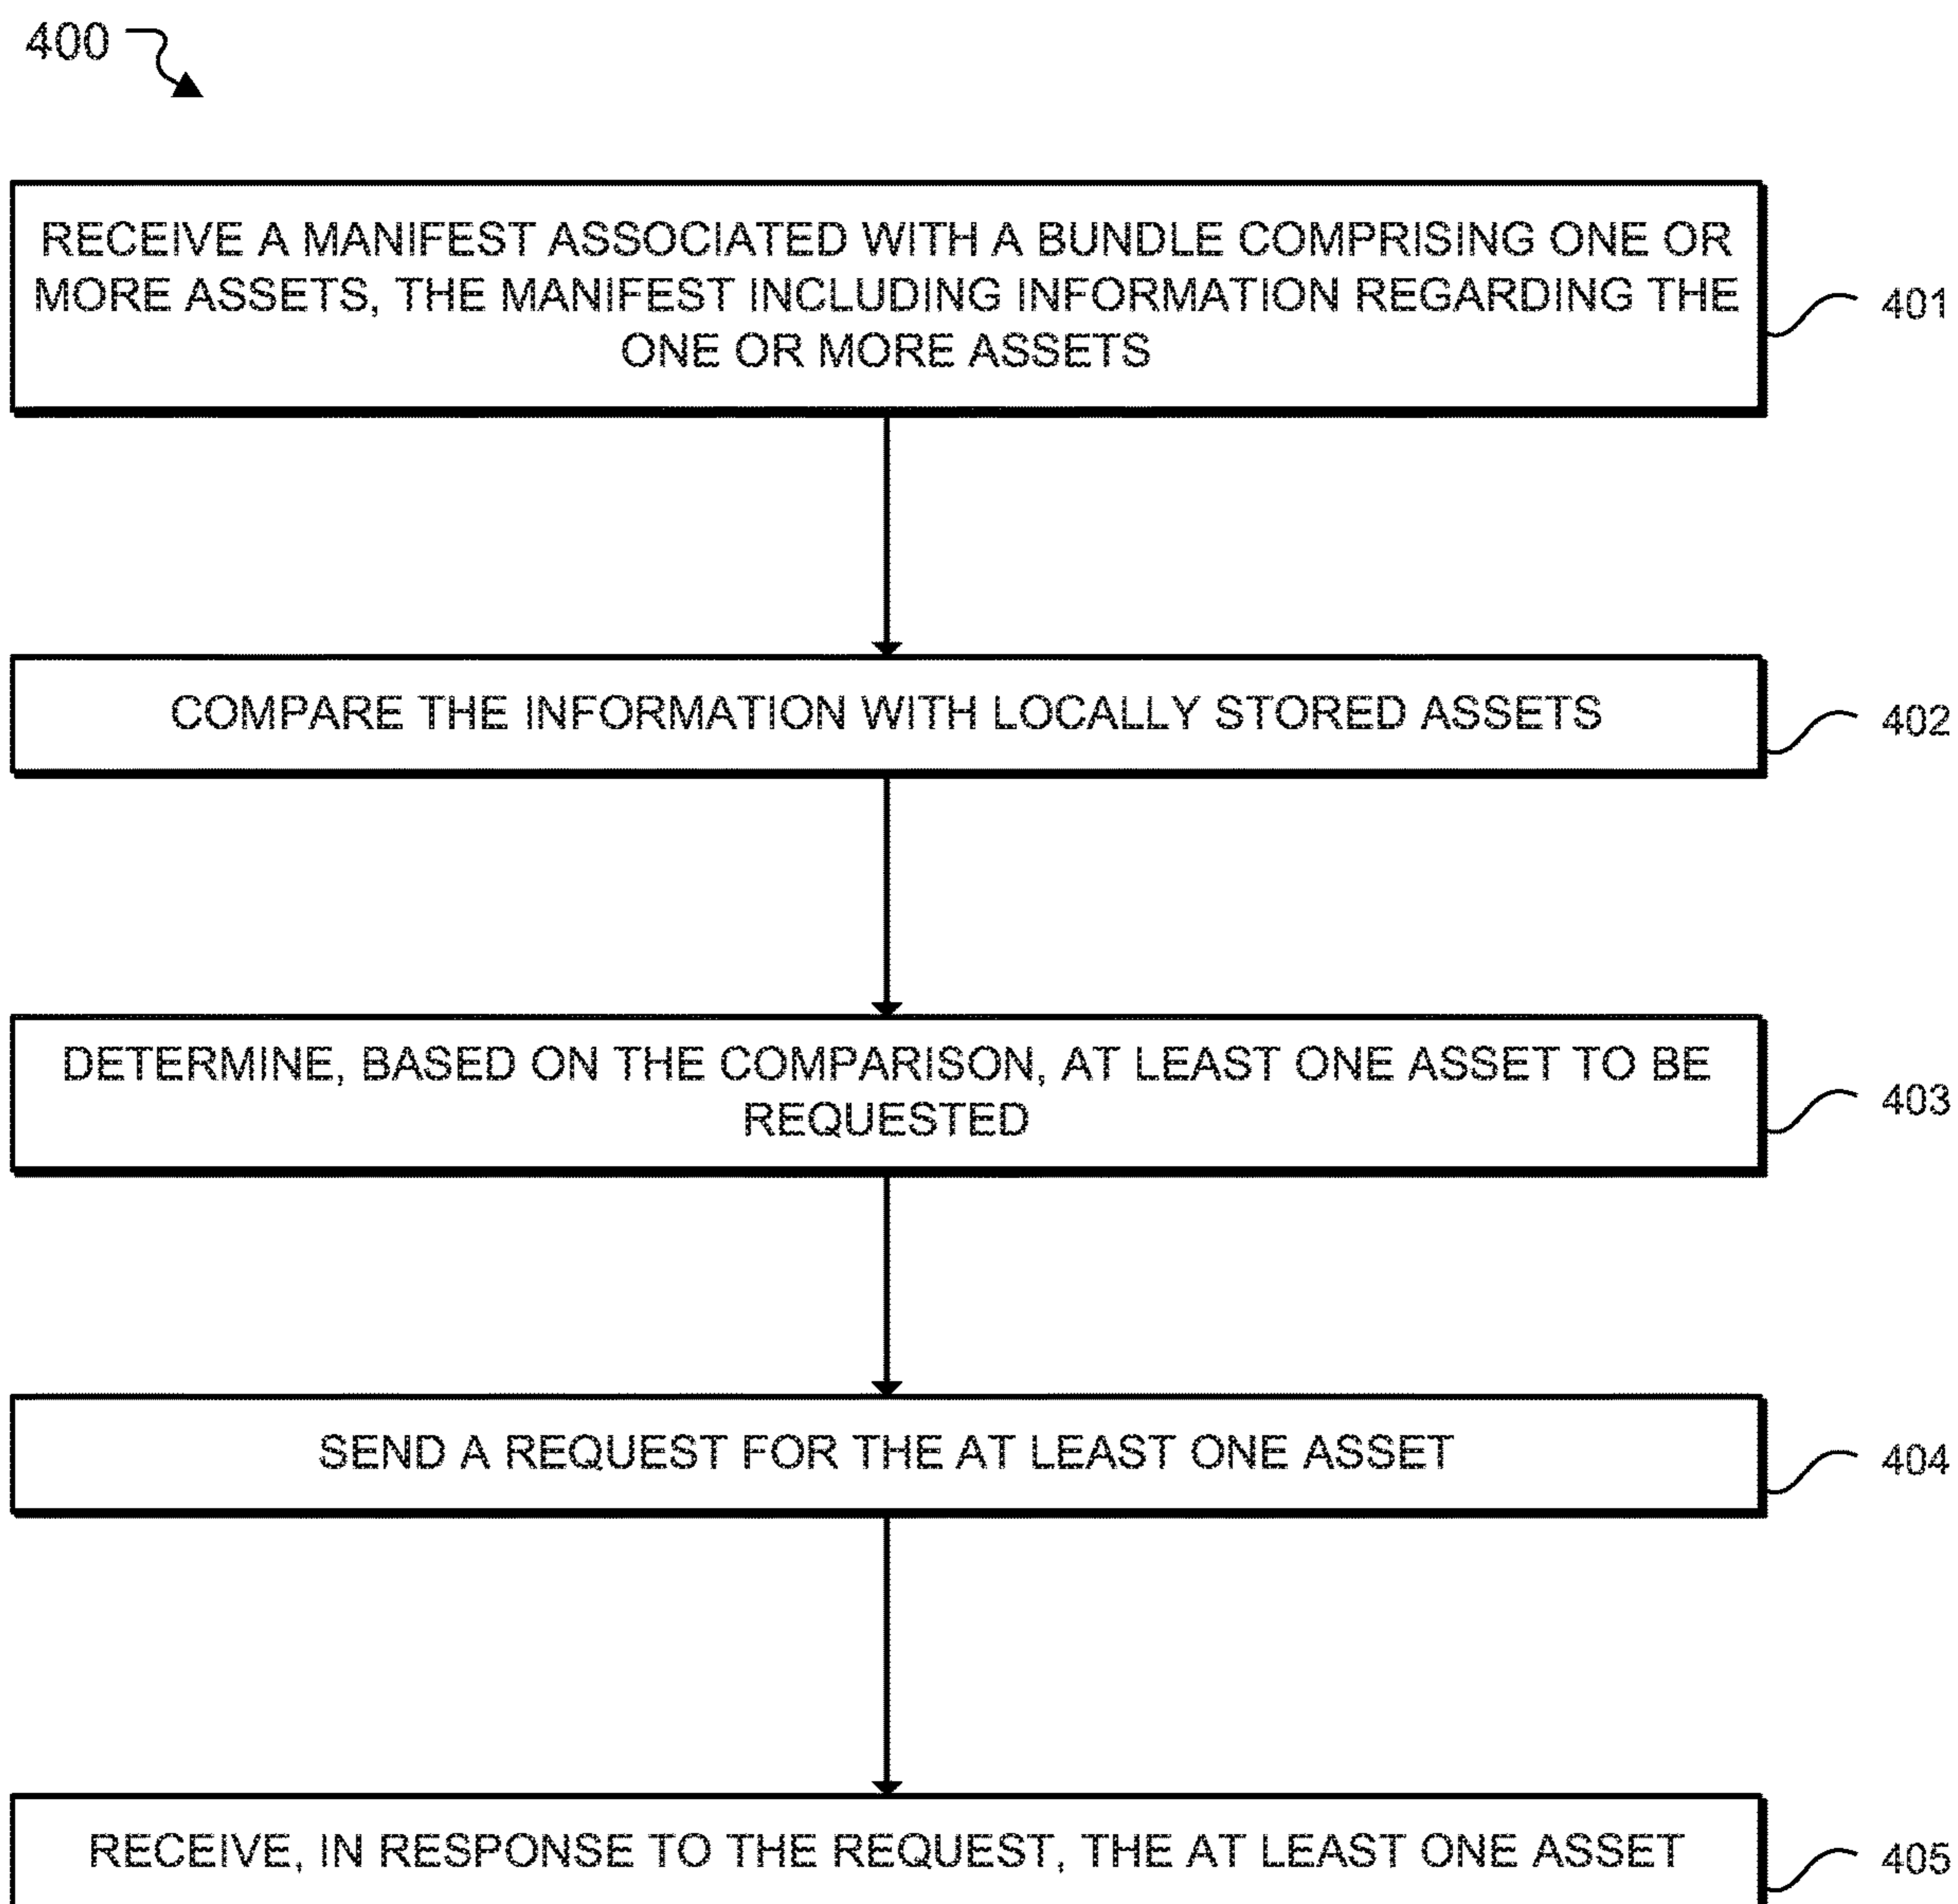 400
RECEIVE A MANIFEST ASSOCIATED WITH A BUNDLE COMPRISING ONE OR
MORE ASSETS, THE MANIFEST INCLUDING INFORMATION REGARDING THE
ONE OR MORE ASSETS
401
COMPARE THE INFORMATION WITH LOCALLY STORED ASSETS
402
DETERMINE, BASED ON THE COMPARISON, AT LEAST ONE ASSET TO BE
REQUESTED
403
SEND A REQUEST FOR THE AT LEAST ONE ASSET
404
RECEIVE, IN RESPONSE TO THE REQUEST, THE AT LEAST ONE ASSET
405